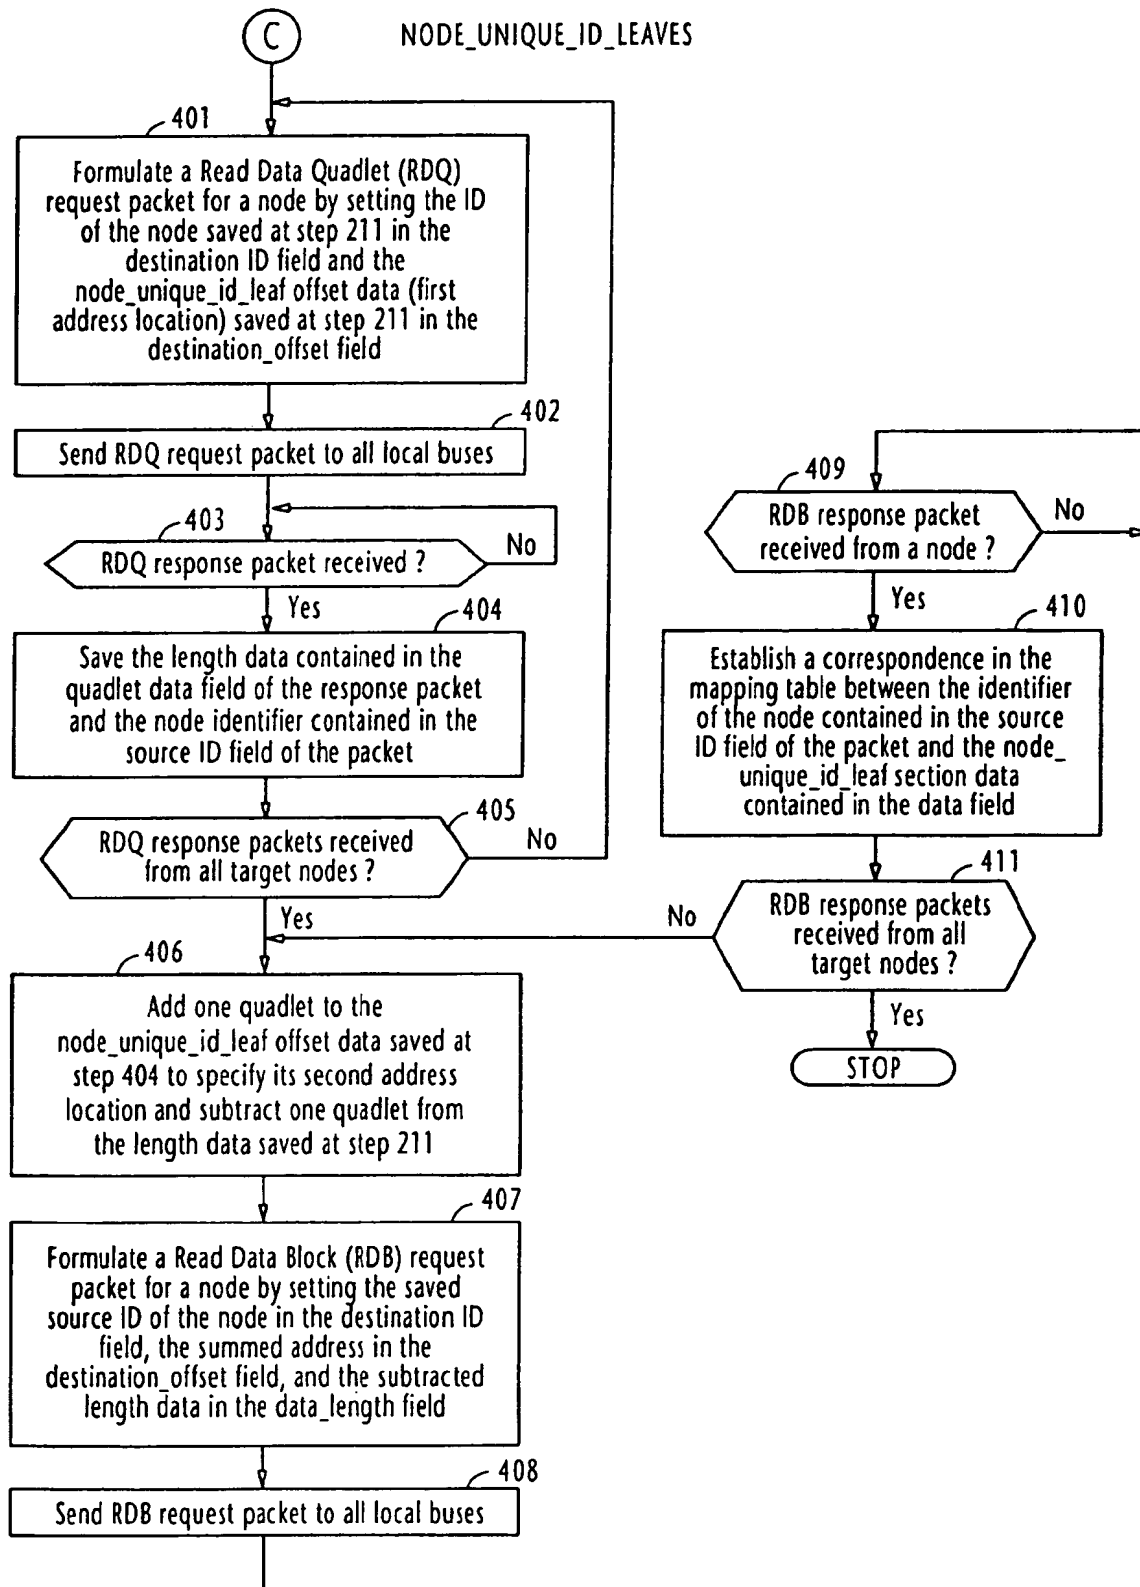 C
NODE_UNIQUE_ID_LEAVES
401
Formulate a Read Data Quadlet (RDQ)
request packet for a node by setting the ID
of the node saved at step 211 in the
destination ID field and the
node_unique_id_leaf offset data (first
address location) saved at step 211 in the
destination_offset field
402
Send RDQ request packet to all local buses
403
RDQ response packet received ?
No
Yes
404
Save the length data contained in the
quadlet data field of the response packet
and the node identifier contained in the
source ID field of the packet
405
RDQ response packets received
from all target nodes ?
No
Yes
406
Add one quadlet to the
node_unique_id_leaf offset data saved at
step 404 to specify its second address
location and subtract one quadlet from
the length data saved at step 211
407
Formulate a Read Data Block (RDB) request
packet for a node by setting the saved
source ID of the node in the destination ID
field, the summed address in the
destination_offset field, and the subtracted
length data in the data_length field
408
Send RDB request packet to all local buses
409
RDB response packet
received from a node ?
No
Yes
410
Establish a correspondence in the
mapping table between the identifier
of the node contained in the source
ID field of the packet and the node_
unique_id_leaf section data
contained in the data field
411
RDB response packets
received from all
target nodes ?
No
Yes
STOP